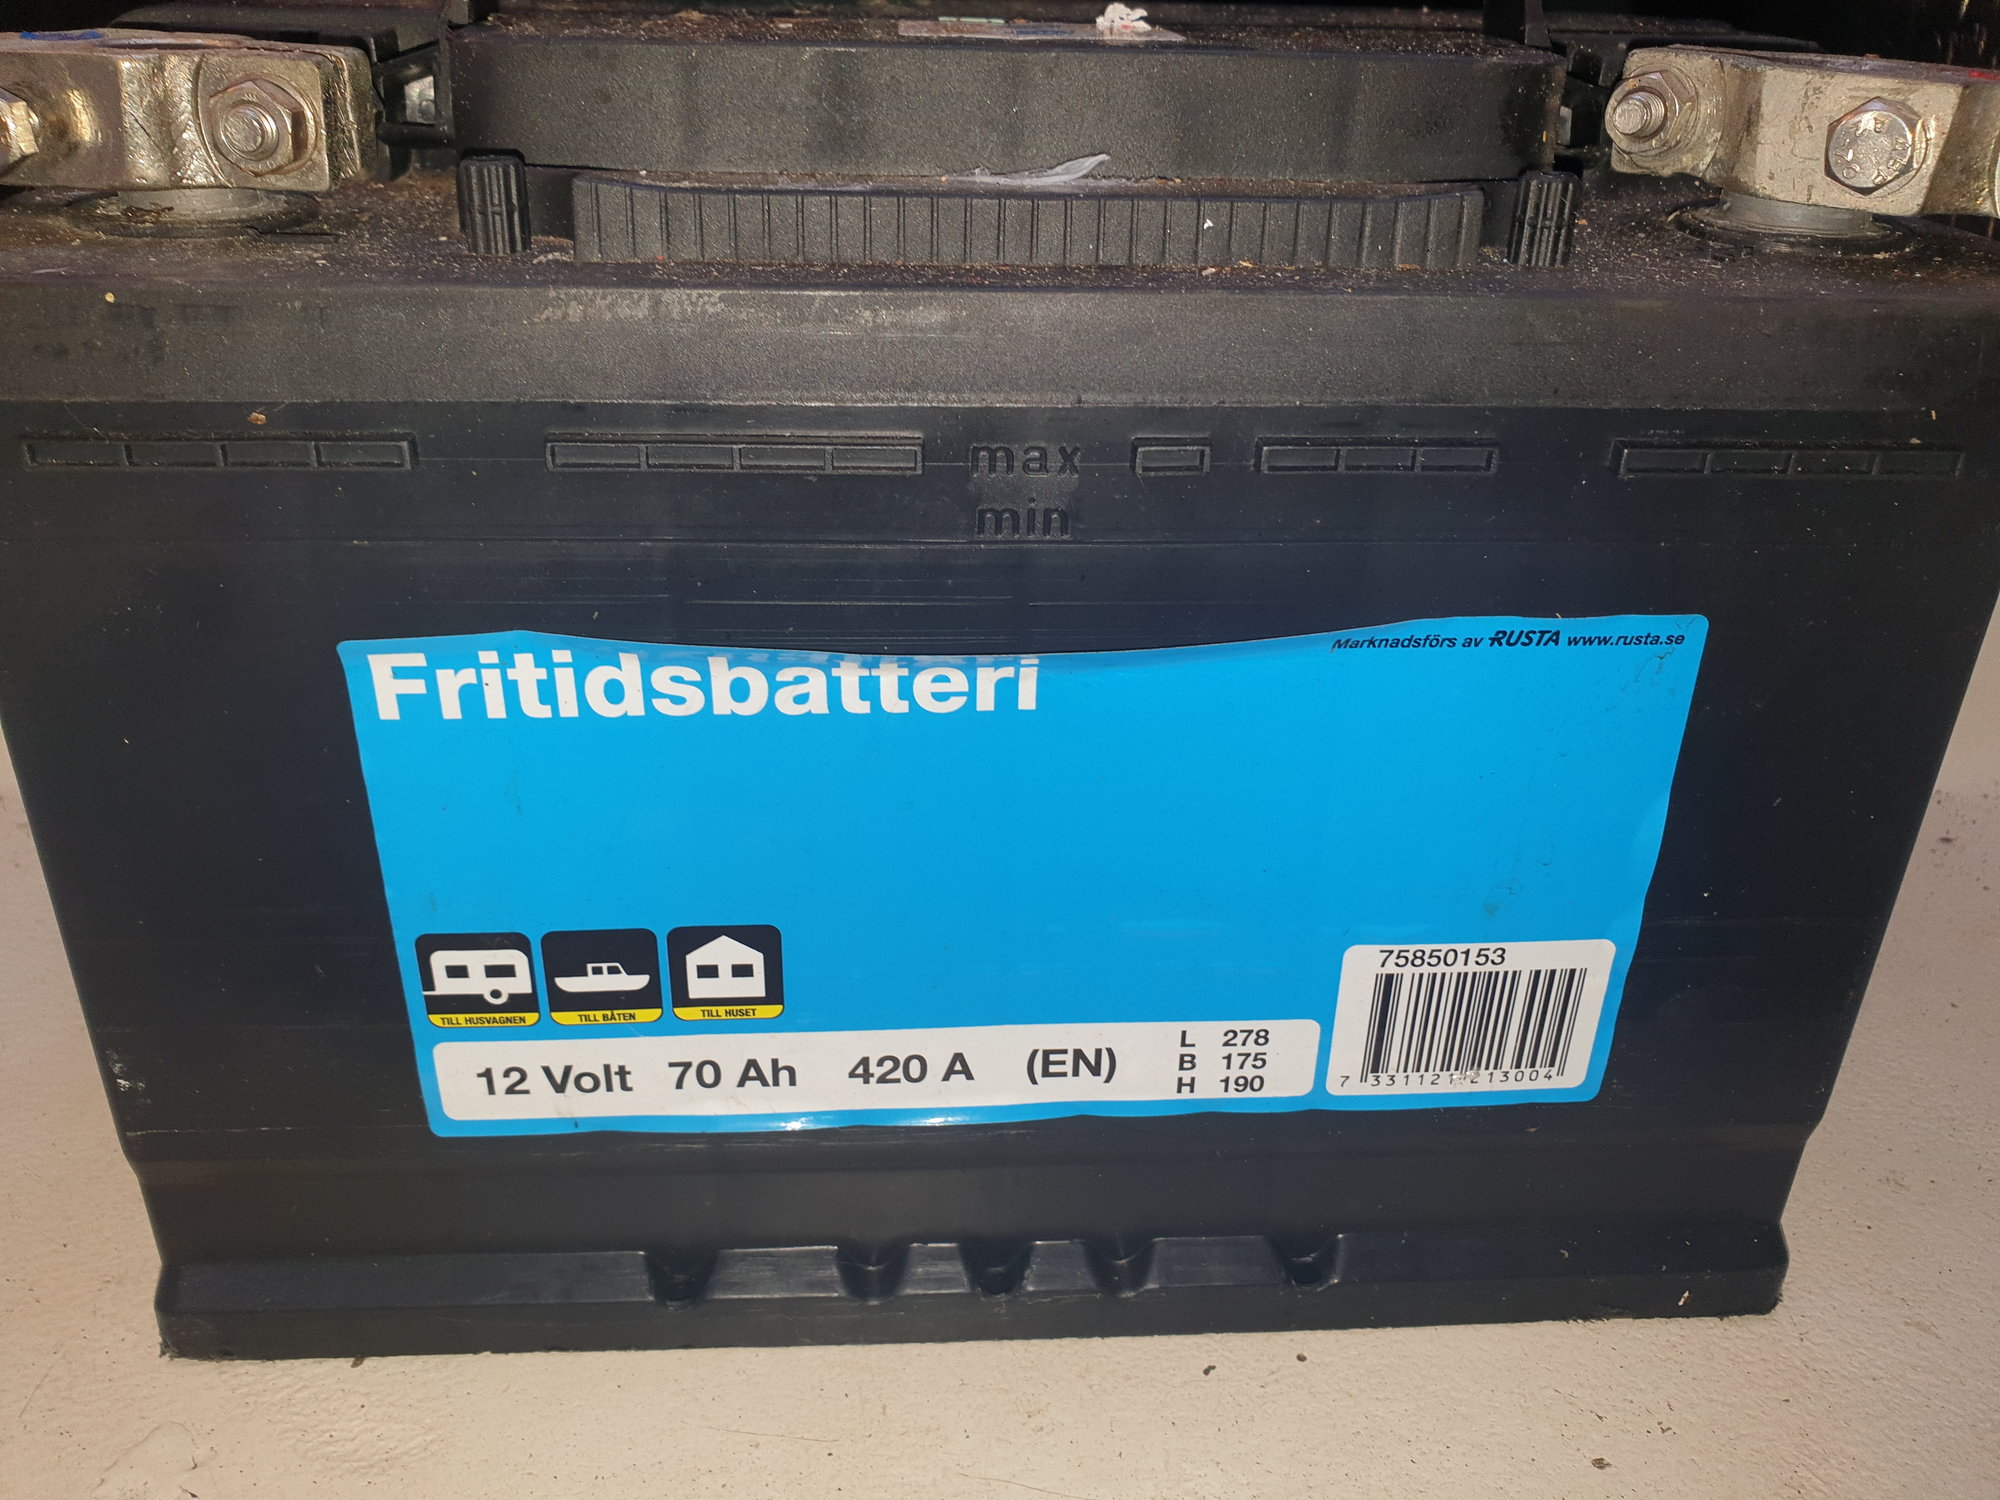 max
min
Marknadsförs av RUSTA www.rusta.se
Fritidsbatteri
TILL HUSVAGNEN
TILL BÅTEN
TILL HUSET
12 Volt 70 Ah 420 A (EN)
L 278
B 175
H 190
75850153